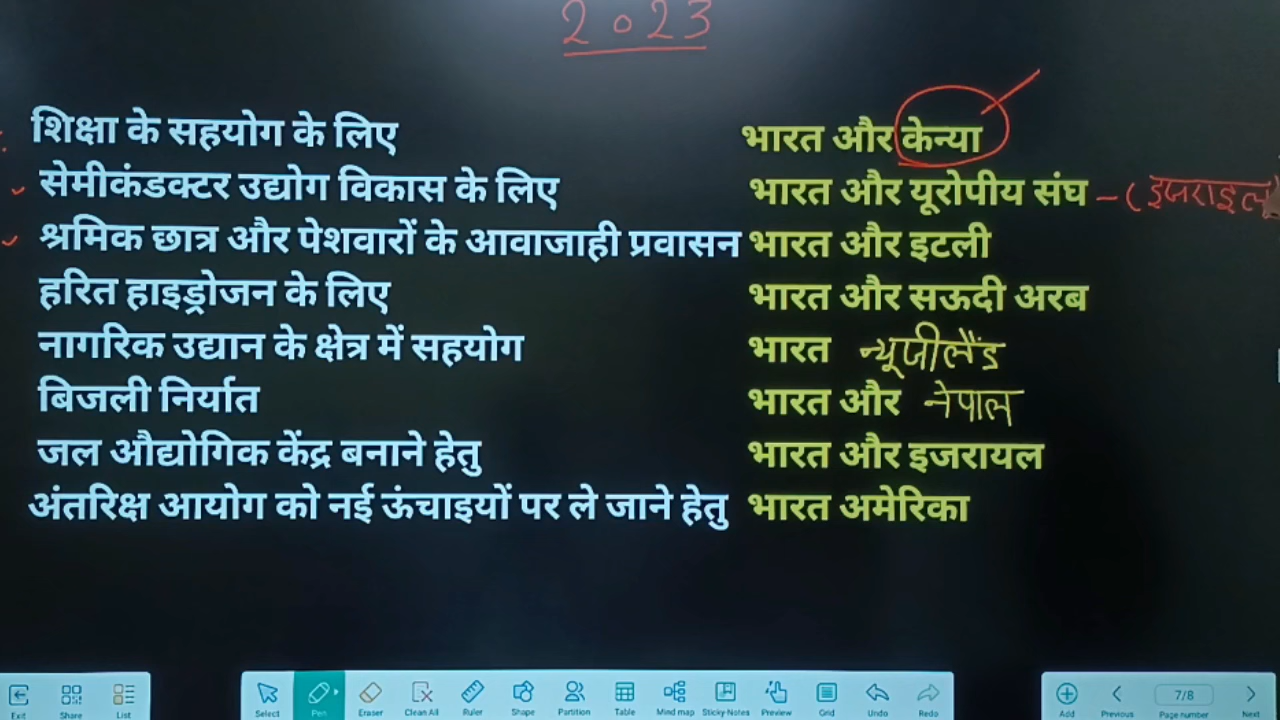 2023
शिक्षा के सहयोग के लिए भारत और केन्या
सेमीकंडक्टर उद्योग विकास के लिए भारत और यूरोपीय संघ - (इजराइल)
श्रमिक छात्र और पेशवारों के आवाजाही प्रवासन भारत और इटली
हरित हाइड्रोजन के लिए भारत और सऊदी अरब
नागरिक उद्यान के क्षेत्र में सहयोग भारत न्यूजीलैंड
बिजली निर्यात भारत और नेपाल
जल औद्योगिक केंद्र बनाने हेतु भारत और इजरायल
अंतरिक्ष आयोग को नई ऊंचाइयों पर ले जाने हेतु भारत अमेरिका
Exit Share List Select Pen Eraser Clean All Ruler Shape Partition Table Mind map Sticky Notes Preview Grid Undo Redo Add Previous 7/8 Page number Next